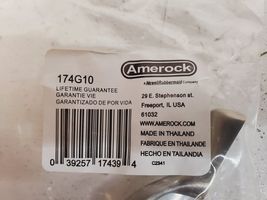 Amerock
A Newell Rubbermaid Company
174G10
LIFETIME GUARANTEE
GARANTIE VIE
GARANTIZADO DE POR VIDA
29 E. Stephenson st.
Freeport, IL USA
61032
WWW.AMEROCK.COM
MADE IN THAILAND
FABRIQUE EN THAILANDE
HECHO EN TAILANDIA
C2341
0 39257 17439 4